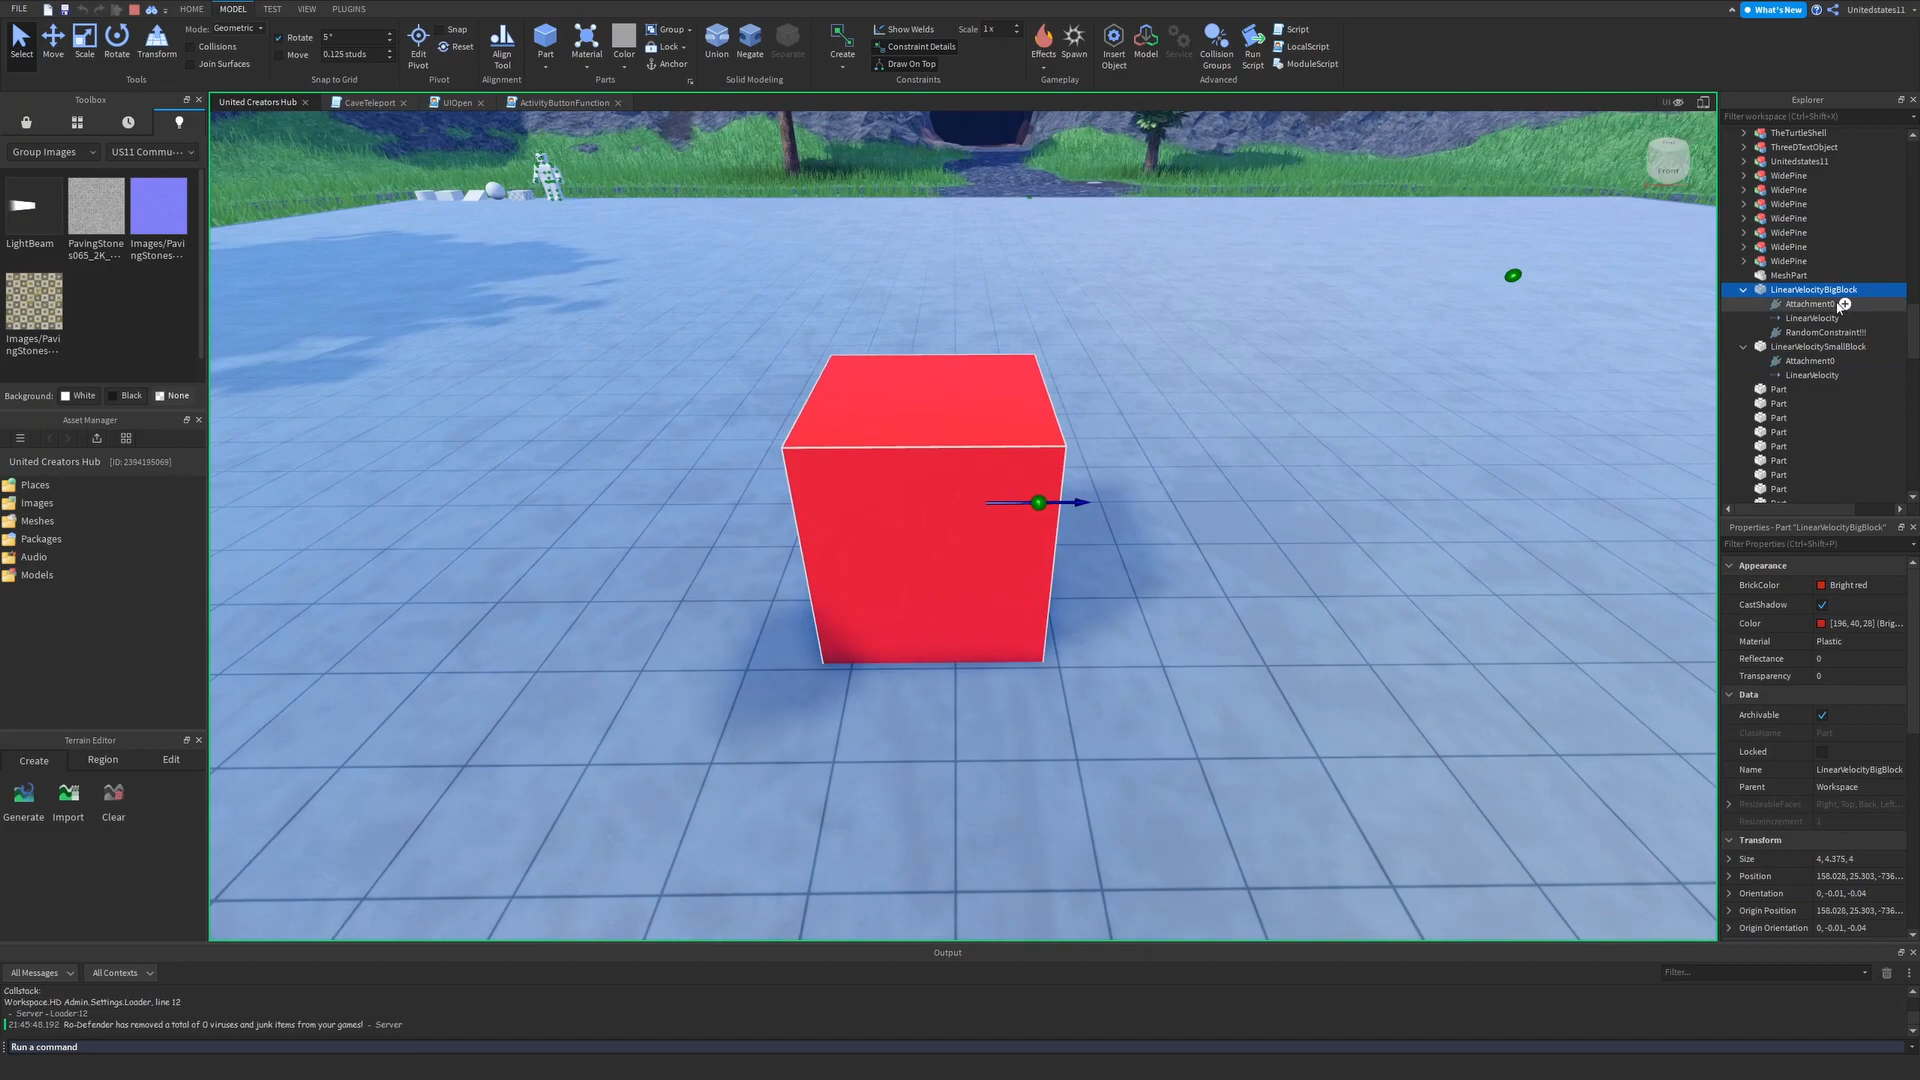 FILE HOME MODEL TEST VIEW PLUGINS What's New Unitedstates11
Select Move Scale Rotate Transform
Mode: Geometric
Collisions
Join Surfaces
Tools
Rotate 5°
Move 0.125 studs
Snap to Grid
Edit Pivot
Snap
Reset
Pivot
Align Tool
Alignment
Part Material Color
Group
Lock
Anchor
Parts
Union Negate Separate
Solid Modeling
Create
Show Welds Scale 1x
Constraint Details
Draw On Top
Constraints
Effects Spawn
Gameplay
Insert Object
Model
Service
Collision Groups
Run Script
Script
LocalScript
ModuleScript
Advanced
Toolbox
Group Images US11 Commu···
LightBeam
PavingStone
s065_2K_...
Images/Pavi
ngStones...
Images/Pavi
ngStones...
Background: White Black None
Asset Manager
United Creators Hub [ID:2394195069]
Places
Images
Meshes
Packages
Audio
Models
Terrain Editor
Create Region Edit
Generate Import Clear
United Creators Hub CaveTeleport UIOpen ActivityButtonFunction UI
Front
Explorer
Filter workspace (Ctrl+Shift+X)
TheTurtleShell
ThreeDTextObject
Unitedstates11
WidePine
WidePine
WidePine
WidePine
WidePine
WidePine
WidePine
MeshPart
LinearVelocityBigBlock
Attachment0
LinearVelocity
RandomConstraint!!!
LinearVelocitySmallBlock
Attachment0
LinearVelocity
Part
Part
Part
Part
Part
Part
Part
Part
Properties - Part "LinearVelocityBigBlock"
Filter Properties (Ctrl+Shift+P)
Appearance
BrickColor Bright red
CastShadow
Color [196, 40, 28] (Brig...
Material Plastic
Reflectance 0
Transparency 0
Data
Archivable
ClassName Part
Locked
Name LinearVelocityBigBlock
Parent Workspace
ResizeableFaces Right, Top, Back, Left...
ResizeIncrement 1
Transform
Size 4, 4.375, 4
Position 158.028, 25.303, -736...
Orientation 0, -0.01, -0.04
Origin Position 158.028, 25.303, -736...
Origin Orientation 0, -0.01, -0.04
Output
All Messages All Contexts Filter...
Callstack:
Workspace.HD Admin.Settings.Loader, line 12
- Server - Loader:12
21:45:48.192 Ro-Defender has removed a total of 0 viruses and junk items from your games! - Server
Run a command